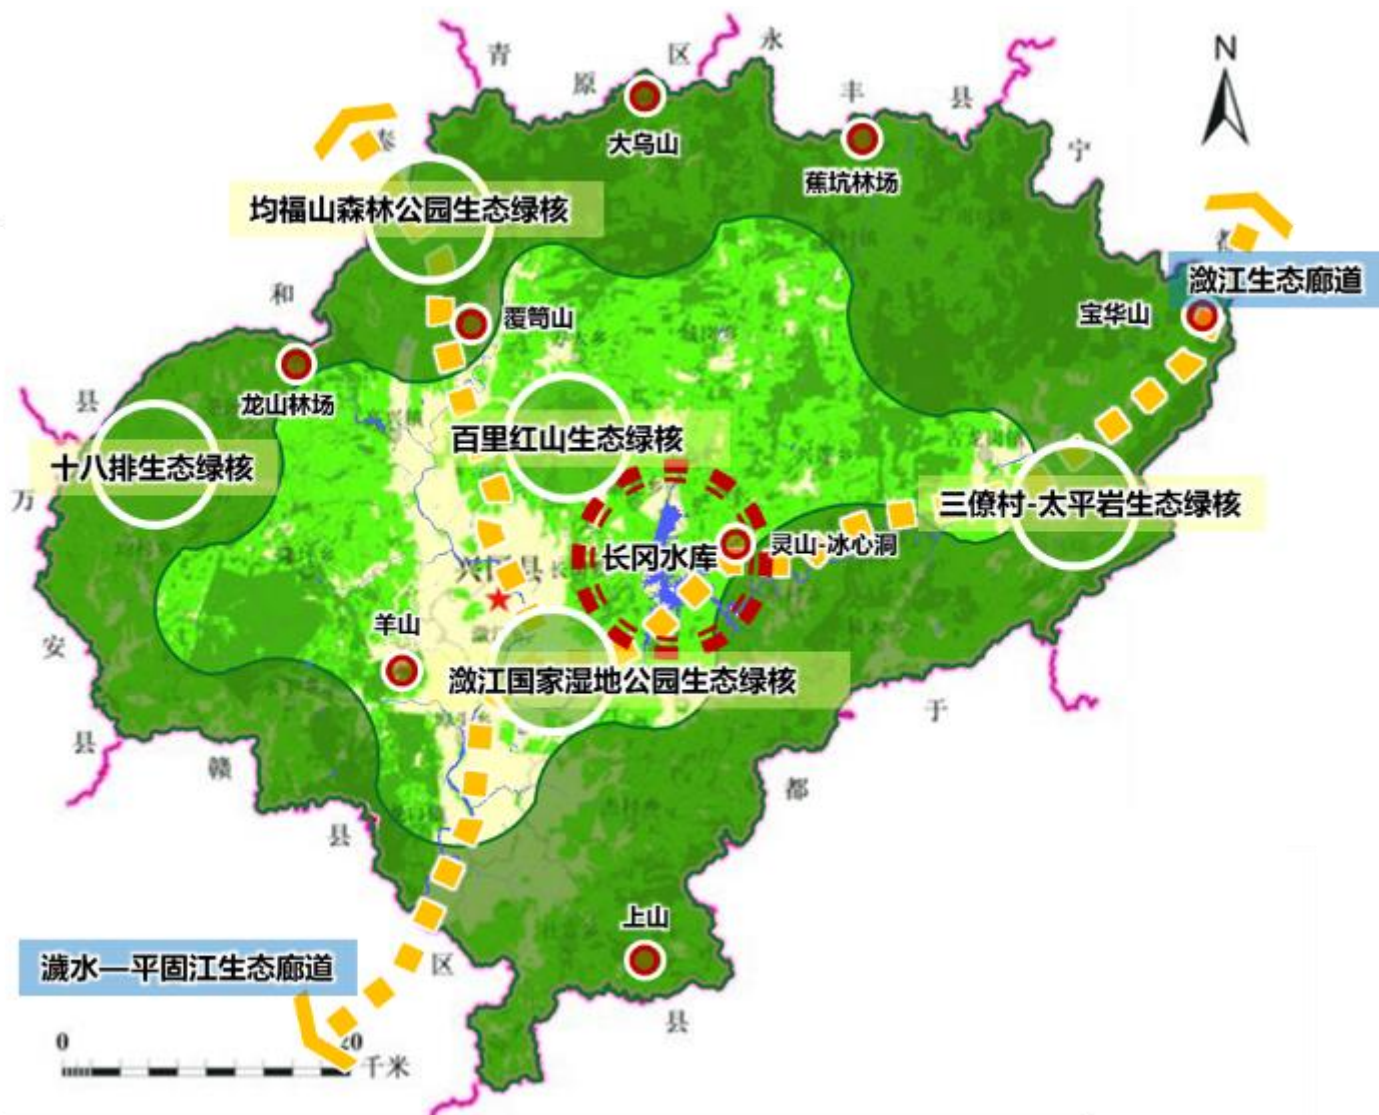 N
青
原
区
永
丰
县
宁
大乌山
蕉坑林场
泰
均福山森林公园生态绿核
潋江生态廊道
和
覆笥山
宝华山
龙山林场
县
百里红山生态绿核
十八排生态绿核
万
三僚村-太平岩生态绿核
长冈水库
灵山-冰心洞
羊山
安
潋江国家湿地公园生态绿核
于
县
赣
都
县
上山
濊水—平固江生态廊道
区
县
0
千米